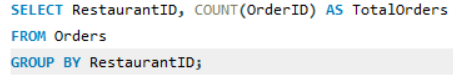 SELECT RestaurantID, COUNT(OrderID) AS TotalOrders
FROM Orders
GROUP BY RestaurantID;